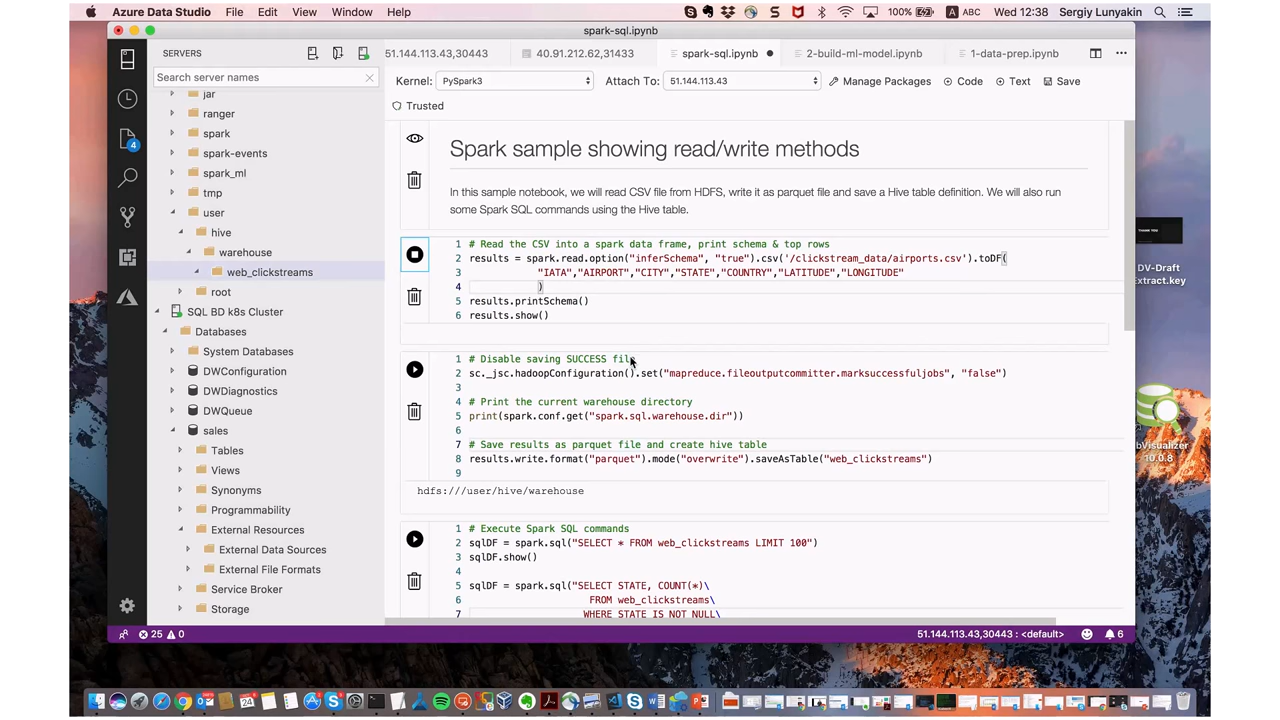 Azure Data Studio File Edit View Window Help 100% ABC Wed 12:38 Sergiy Lunyakin
spark-sql.ipynb
SERVERS
51.144.113.43,30443 40.91.212.62,31433 spark-sql.ipynb 2-build-ml-model.ipynb 1-data-prep.ipynb
Search server names
Kernel: PySpark3 Attach To: 51.144.113.43 Manage Packages Code Text Save
Trusted
jar
ranger
spark
spark-events
spark_ml
tmp
user
hive
warehouse
web_clickstreams
root
SQL BD k8s Cluster
Databases
System Databases
DWConfiguration
DWDiagnostics
DWQueue
sales
Tables
Views
Synonyms
Programmability
External Resources
External Data Sources
External File Formats
Service Broker
Storage
4
Spark sample showing read/write methods
In this sample notebook, we will read CSV file from HDFS, write it as parquet file and save a Hive table definition. We will also run
some Spark SQL commands using the Hive table.
1 # Read the CSV into a spark data frame, print schema & top rows
2 results = spark.read.option("inferSchema", "true").csv('/clickstream_data/airports.csv').toDF(
3 "IATA","AIRPORT","CITY","STATE","COUNTRY","LATITUDE","LONGITUDE"
4 )
5 results.printSchema()
6 results.show()
1 # Disable saving SUCCESS file
2 sc._jsc.hadoopConfiguration().set("mapreduce.fileoutputcommitter.marksuccessfuljobs", "false")
3
4 # Print the current warehouse directory
5 print(spark.conf.get("spark.sql.warehouse.dir"))
6
7 # Save results as parquet file and create hive table
8 results.write.format("parquet").mode("overwrite").saveAsTable("web_clickstreams")
9
hdfs:///user/hive/warehouse
1 # Execute Spark SQL commands
2 sqlDF = spark.sql("SELECT * FROM web_clickstreams LIMIT 100")
3 sqlDF.show()
4
5 sqlDF = spark.sql("SELECT STATE, COUNT(*)\
6 FROM web_clickstreams\
7 WHERE STATE IS NOT NULL\
25 0 51.144.113.43,30443 : <default> 6
THANK YOU
DV-Draft
Extract.key
bVisualizer
10.0.8
24